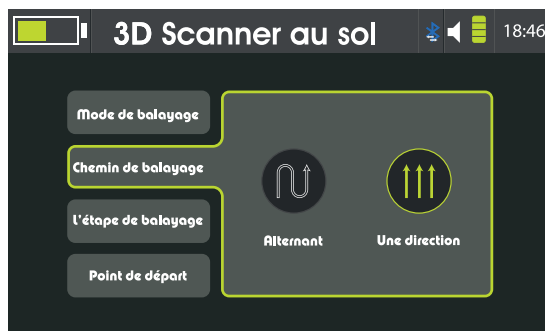 3D Scanner au sol
18:46
Mode de balayage
Chemin de balayage
L'étape de balayage
Point de départ
Alternant
Une direction